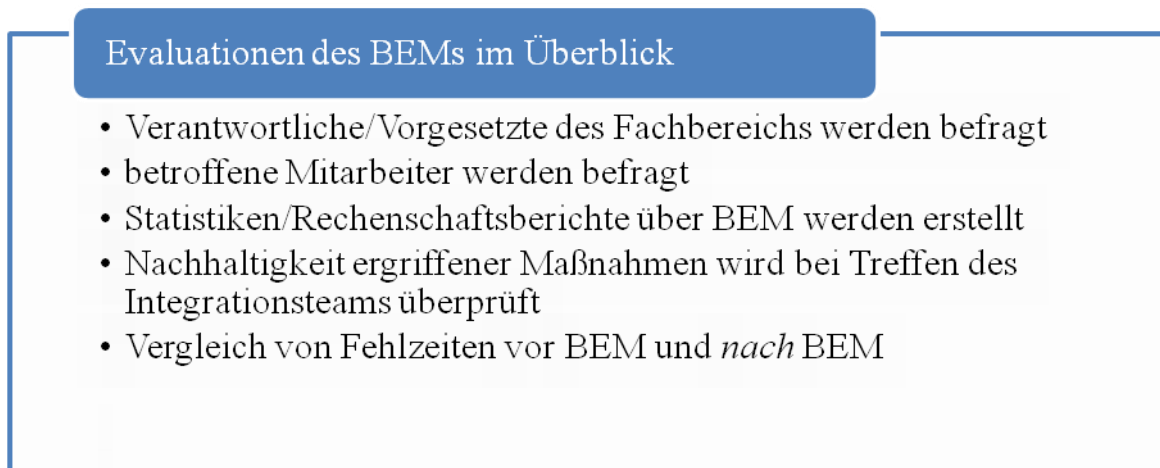 Evaluationen des BEMs im Überblick
• Verantwortliche/Vorgesetzte des Fachbereichs werden befragt
• betroffene Mitarbeiter werden befragt
• Statistiken/Rechenschaftsberichte über BEM werden erstellt
• Nachhaltigkeit ergriffener Maßnahmen wird bei Treffen des
Integrationsteams überprüft
• Vergleich von Fehlzeiten vor BEM und nach BEM